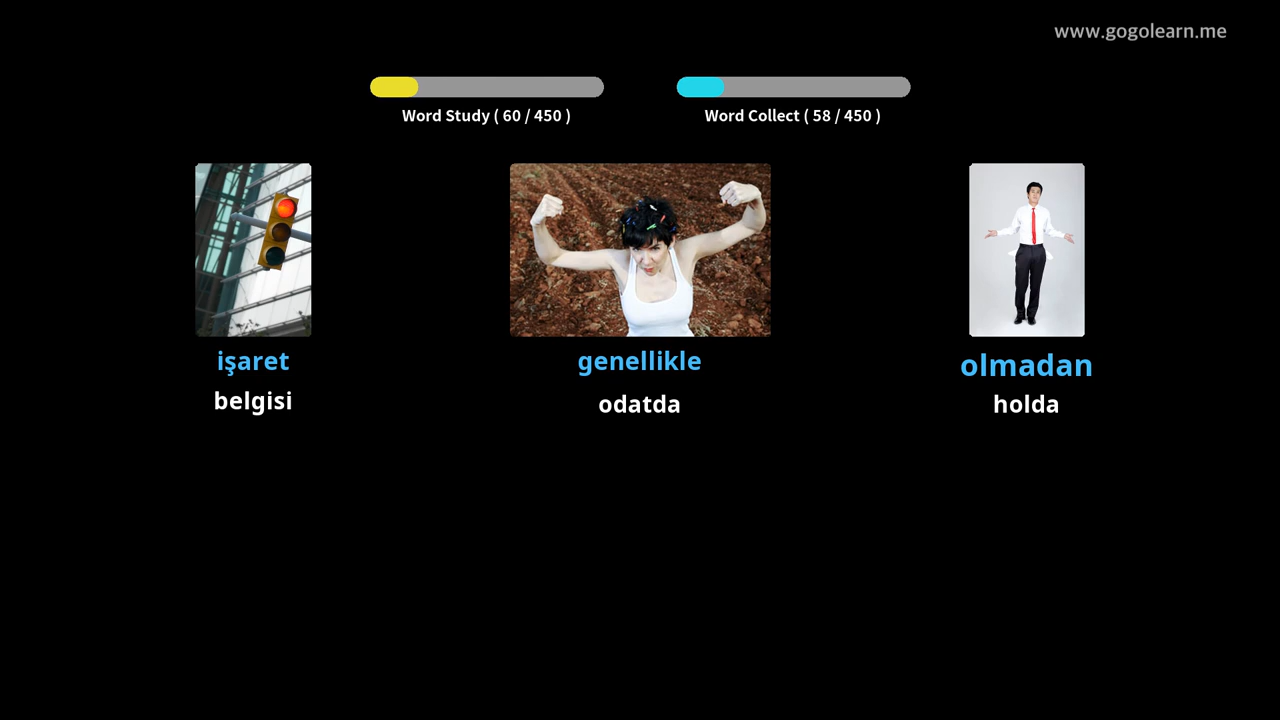 www.gogolearn.me
Word Study ( 60 / 450 )
Word Collect ( 58 / 450 )
işaret
genellikle
olmadan
belgisi
odatda
holda